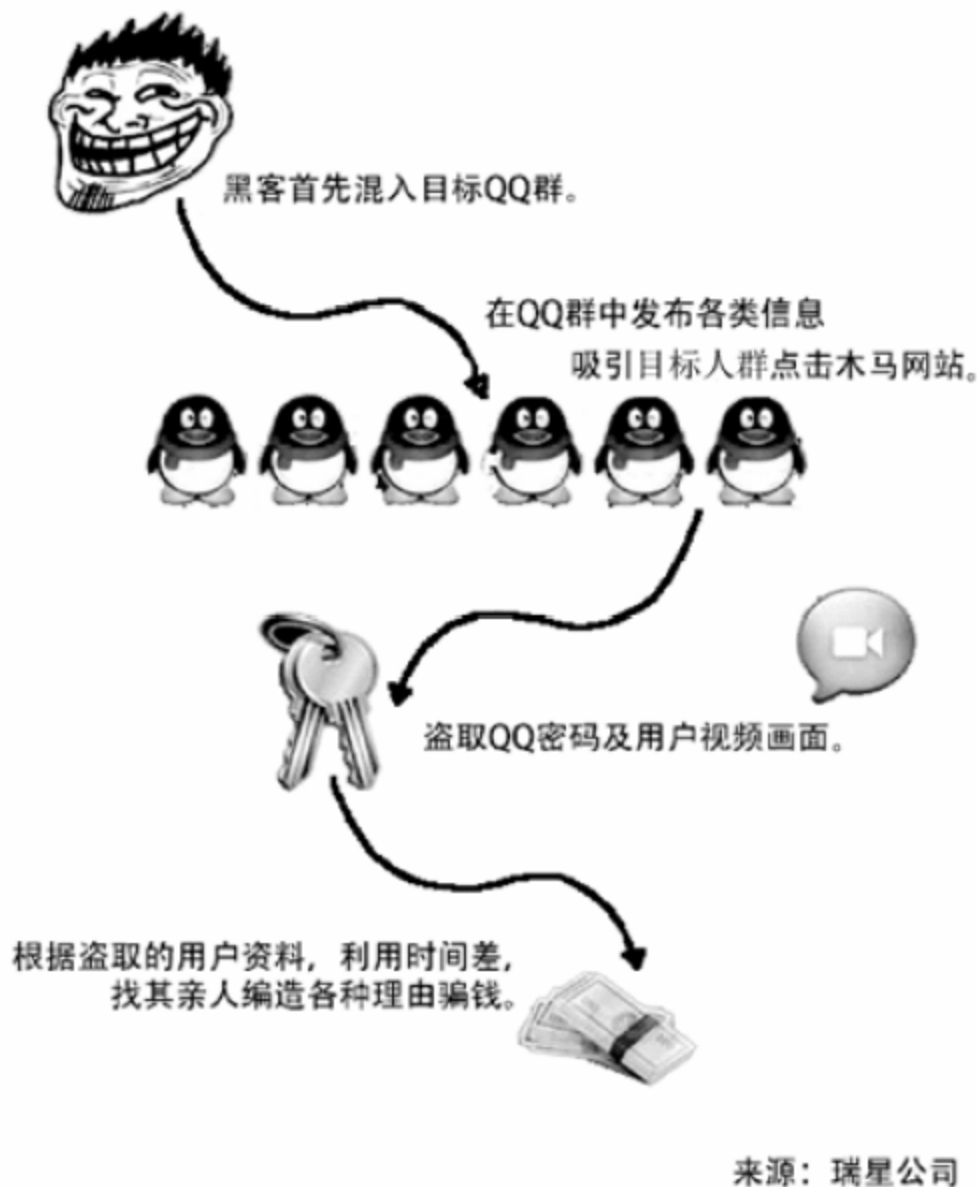 黑客首先混入目标QQ群。
在QQ群中发布各类信息
吸引目标人群点击木马网站。
盗取QQ密码及用户视频画面。
根据盗取的用户资料，利用时间差，
找其亲人编造各种理由骗钱。
来源：瑞星公司